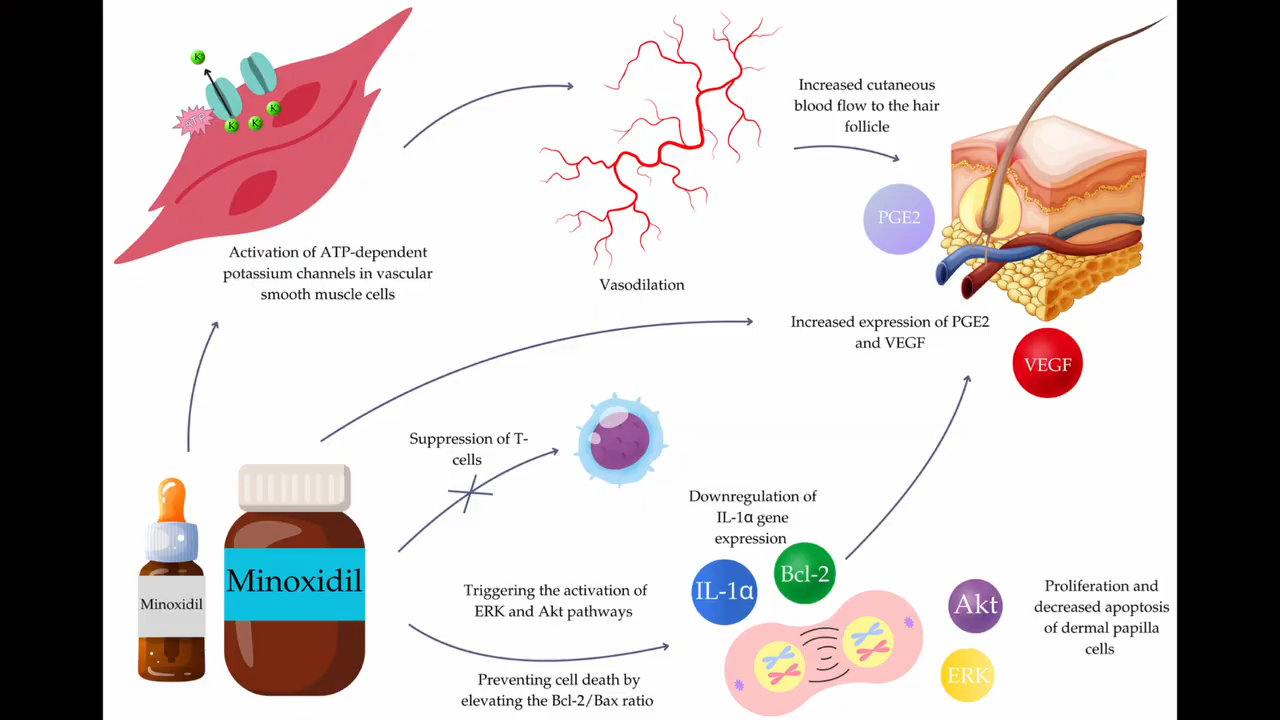 K
ATP
K
K
K
Activation of ATP-dependent
potassium channels in vascular
smooth muscle cells
Vasodilation
Increased cutaneous
blood flow to the hair
follicle
PGE2
Increased expression of PGE2
and VEGF
VEGF
Suppression of T-
cells
Minoxidil
Minoxidil
Triggering the activation of
ERK and Akt pathways
Preventing cell death by
elevating the Bcl-2/Bax ratio
Downregulation of
IL-1α gene
expression
IL-1α
Bcl-2
Akt
ERK
Proliferation and
decreased apoptosis
of dermal papilla
cells